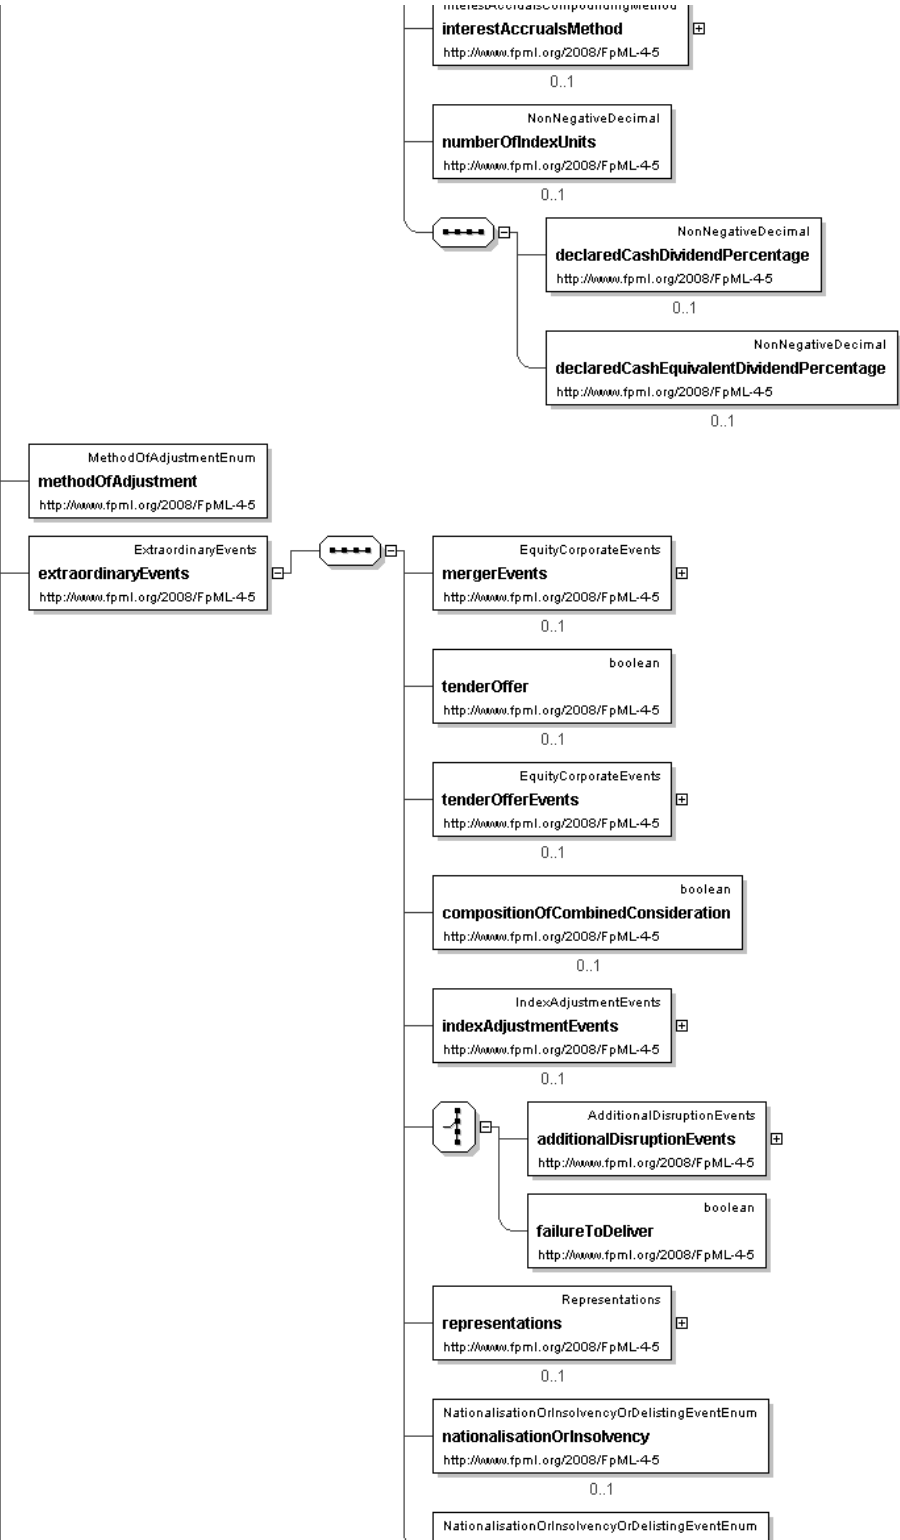 InterestAccrualsCompoundingMethod
interestAccrualsMethod
http://www.fpml.org/2008/FpML-4-5
0..1
NonNegativeDecimal
numberOfIndexUnits
http://www.fpml.org/2008/FpML-4-5
0..1
NonNegativeDecimal
declaredCashDividendPercentage
http://www.fpml.org/2008/FpML-4-5
0..1
NonNegativeDecimal
declaredCashEquivalentDividendPercentage
http://www.fpml.org/2008/FpML-4-5
0..1
MethodOfAdjustmentEnum
methodOfAdjustment
http://www.fpml.org/2008/FpML-4-5
ExtraordinaryEvents
extraordinaryEvents
http://www.fpml.org/2008/FpML-4-5
EquityCorporateEvents
mergerEvents
http://www.fpml.org/2008/FpML-4-5
0..1
boolean
tenderOffer
http://www.fpml.org/2008/FpML-4-5
0..1
EquityCorporateEvents
tenderOfferEvents
http://www.fpml.org/2008/FpML-4-5
0..1
boolean
compositionOfCombinedConsideration
http://www.fpml.org/2008/FpML-4-5
0..1
IndexAdjustmentEvents
indexAdjustmentEvents
http://www.fpml.org/2008/FpML-4-5
0..1
AdditionalDisruptionEvents
additionalDisruptionEvents
http://www.fpml.org/2008/FpML-4-5
boolean
failureToDeliver
http://www.fpml.org/2008/FpML-4-5
Representations
representations
http://www.fpml.org/2008/FpML-4-5
0..1
NationalisationOrInsolvencyOrDelistingEventEnum
nationalisationOrInsolvency
http://www.fpml.org/2008/FpML-4-5
0..1
NationalisationOrInsolvencyOrDelistingEventEnum